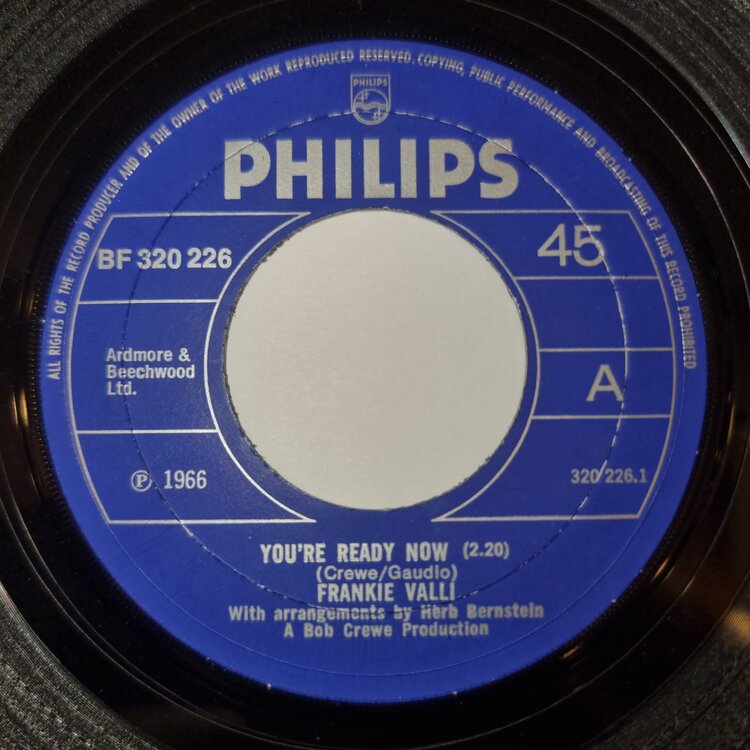 ALL RIGHTS OF THE RECORD PRODUCER AND OF THE OWNER OF THE WORK REPRODUCED RESERVED, COPYING, PUBLIC PERFORMANCE AND BROADCASTING OF THIS RECORD PROHIBITED
PHILIPS
PHILIPS
BF 320 226
45
Ardmore &
Beechwood
Ltd.
A
℗ 1966
320 226.1
YOU'RE READY NOW (2.20)
(Crewe/Gaudio)
FRANKIE VALLI
With arrangements by Herb Bernstein
A Bob Crewe Production